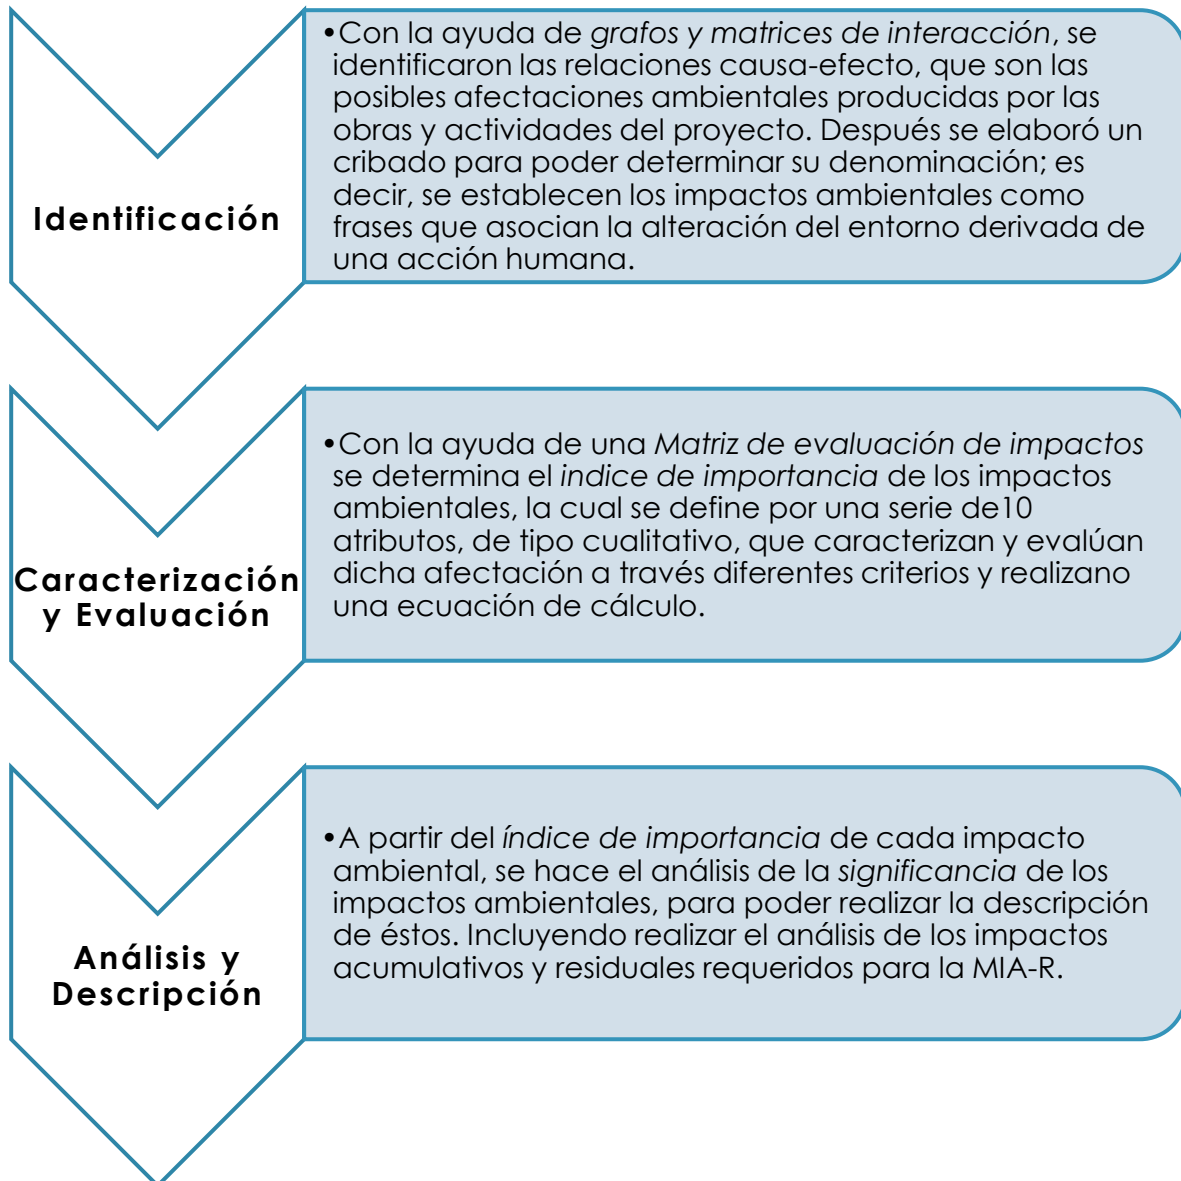 Identificación
•Con la ayuda de grafos y matrices de interacción, se
identificaron las relaciones causa-efecto, que son las
posibles afectaciones ambientales producidas por las
obras y actividades del proyecto. Después se elaboró un
cribado para poder determinar su denominación; es
decir, se establecen los impactos ambientales como
frases que asocian la alteración del entorno derivada de
una acción humana.
Caracterización
y Evaluación
•Con la ayuda de una Matriz de evaluación de impactos
se determina el indice de importancia de los impactos
ambientales, la cual se define por una serie de10
atributos, de tipo cualitativo, que caracterizan y evalúan
dicha afectación a través diferentes criterios y realizano
una ecuación de cálculo.
Análisis y
Descripción
•A partir del índice de importancia de cada impacto
ambiental, se hace el análisis de la significancia de los
impactos ambientales, para poder realizar la descripción
de éstos. Incluyendo realizar el análisis de los impactos
acumulativos y residuales requeridos para la MIA-R.